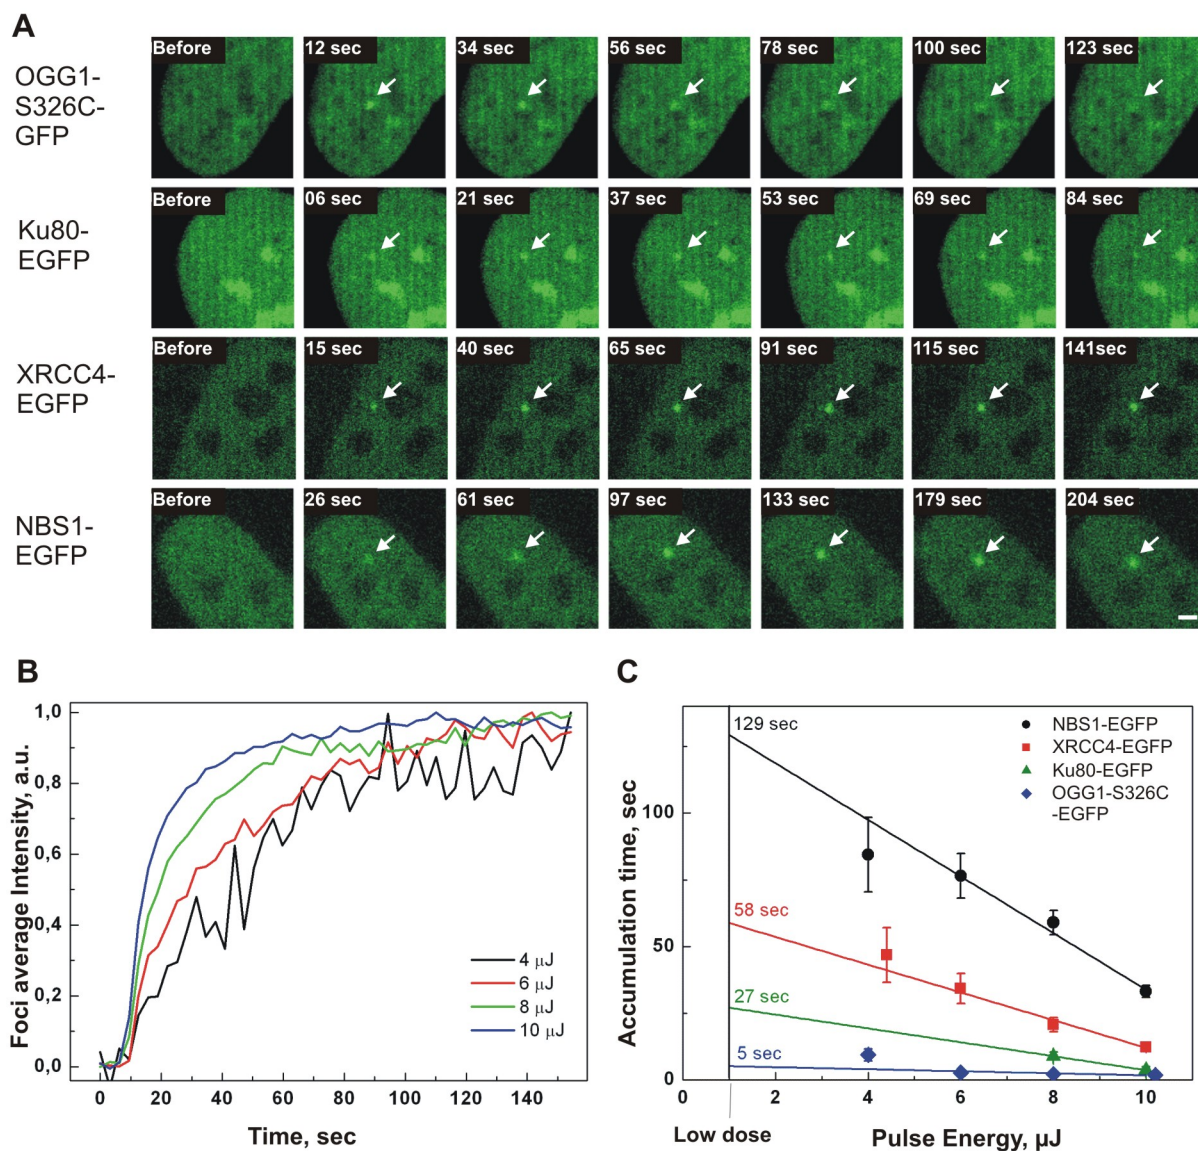 A
OGG1-
S326C-
GFP
Before
12 sec
34 sec
56 sec
78 sec
100 sec
123 sec
Ku80-
EGFP
Before
06 sec
21 sec
37 sec
53 sec
69 sec
84 sec
XRCC4-
EGFP
Before
15 sec
40 sec
65 sec
91 sec
115 sec
141sec
NBS1-
EGFP
Before
26 sec
61 sec
97 sec
133 sec
179 sec
204 sec
B
Foci average Intensity, a.u.
1,0
0,8
0,6
0,4
0,2
0,0
0
20
40
60
80
100
120
140
Time, sec
4 μJ
6 μJ
8 μJ
10 μJ
C
Accumulation time, sec
100
50
0
129 sec
58 sec
27 sec
5 sec
NBS1-EGFP
XRCC4-EGFP
Ku80-EGFP
OGG1-S326C
-EGFP
0
2
4
6
8
10
Low dose
Pulse Energy, μJ